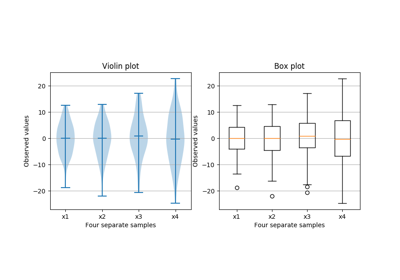 Violin plot
Box plot
20
10
0
−10
−20
Observed values
x1 x2 x3 x4
Four separate samples
20
10
0
−10
−20
Observed values
x1 x2 x3 x4
Four separate samples